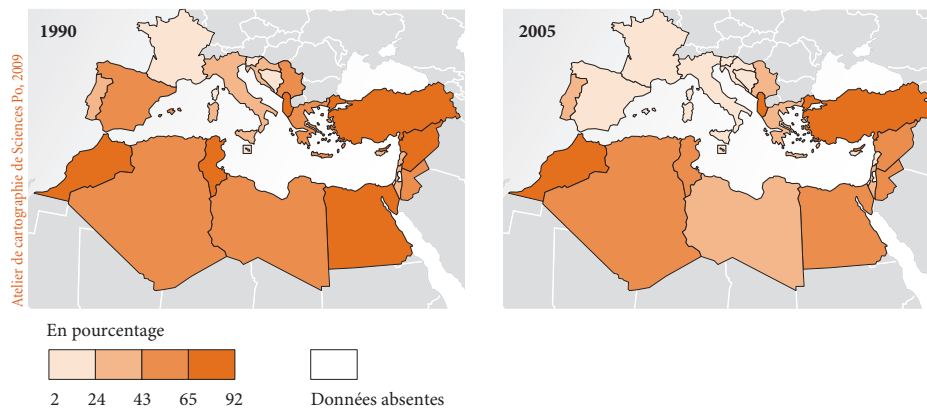 1990
2005
Atelier de cartographie de Sciences Po, 2009
En pourcentage
2 24 43 65 92
Données absentes